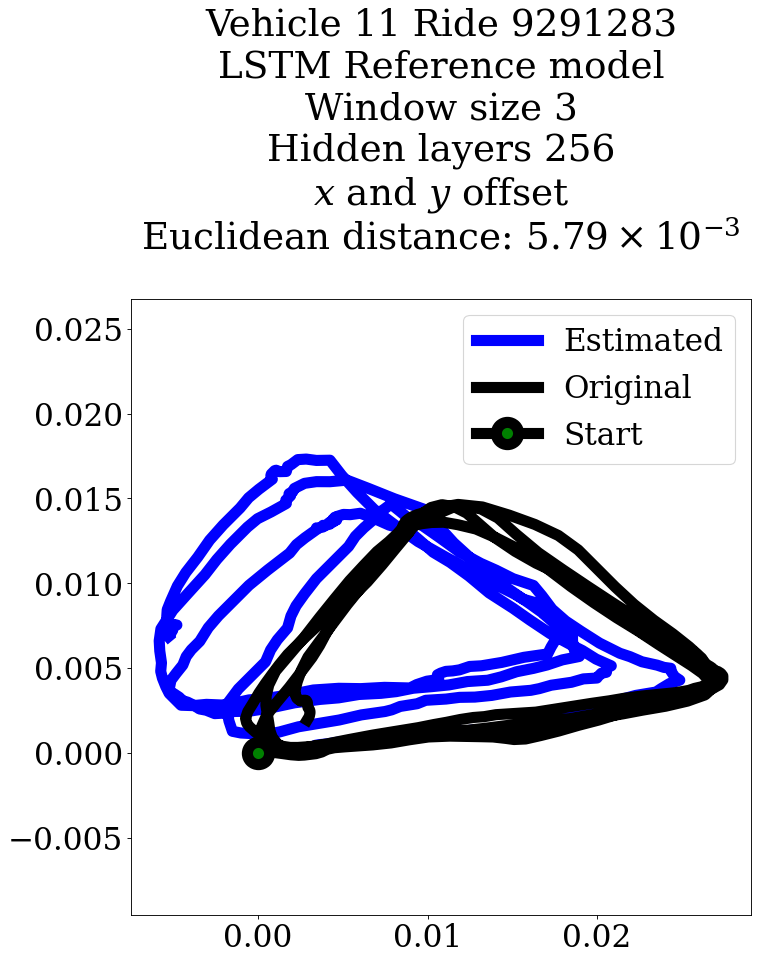 Vehicle 11 Ride 9291283
LSTM Reference model
Window size 3
Hidden layers 256
x and y offset
Euclidean distance: 5.79 × 10⁻³
Estimated
Original
Start
0.025
0.020
0.015
0.010
0.005
0.000
−0.005
0.00 0.01 0.02